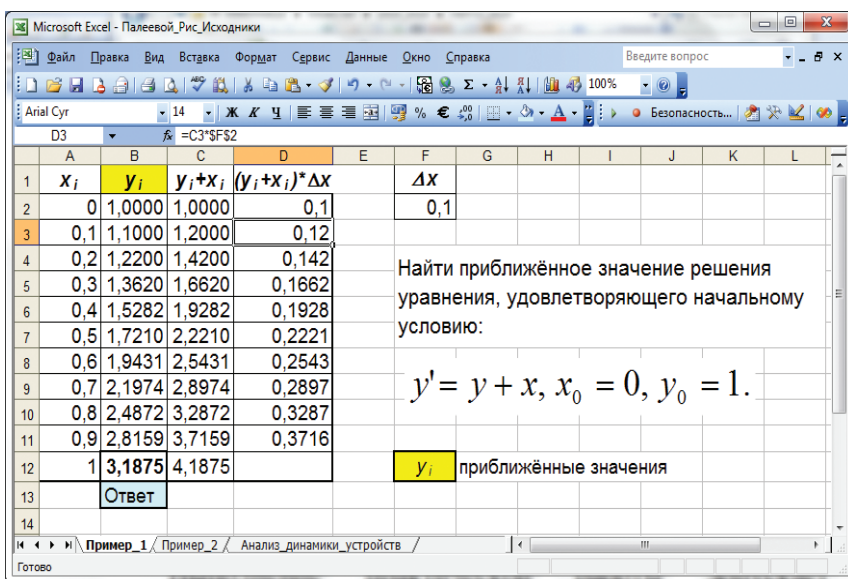 Microsoft Excel - Палеевой_Рис_Исходники
Файл Правка Вид Вставка Формат Сервис Данные Окно Справка Введите вопрос
100%
Arial Cyr 14 Ж К Ч Безопасность...
D3 fx =C3*$F$2
A B C D E F G H I J K L
1 xi yi yi+xi (yi+xi)*Δx Δx
2 0 1,0000 1,0000 0,1 0,1
3 0,1 1,1000 1,2000 0,12
4 0,2 1,2200 1,4200 0,142
5 0,3 1,3620 1,6620 0,1662
6 0,4 1,5282 1,9282 0,1928
7 0,5 1,7210 2,2210 0,2221
8 0,6 1,9431 2,5431 0,2543
9 0,7 2,1974 2,8974 0,2897
10 0,8 2,4872 3,2872 0,3287
11 0,9 2,8159 3,7159 0,3716
12 1 3,1875 4,1875
13 Ответ
14
Найти приближённое значение решения
уравнения, удовлетворяющего начальному
условию:
y'= y + x, x0 = 0, y0 = 1.
yi приближённые значения
Пример_1 Пример_2 Анализ_динамики_устройств
Готово